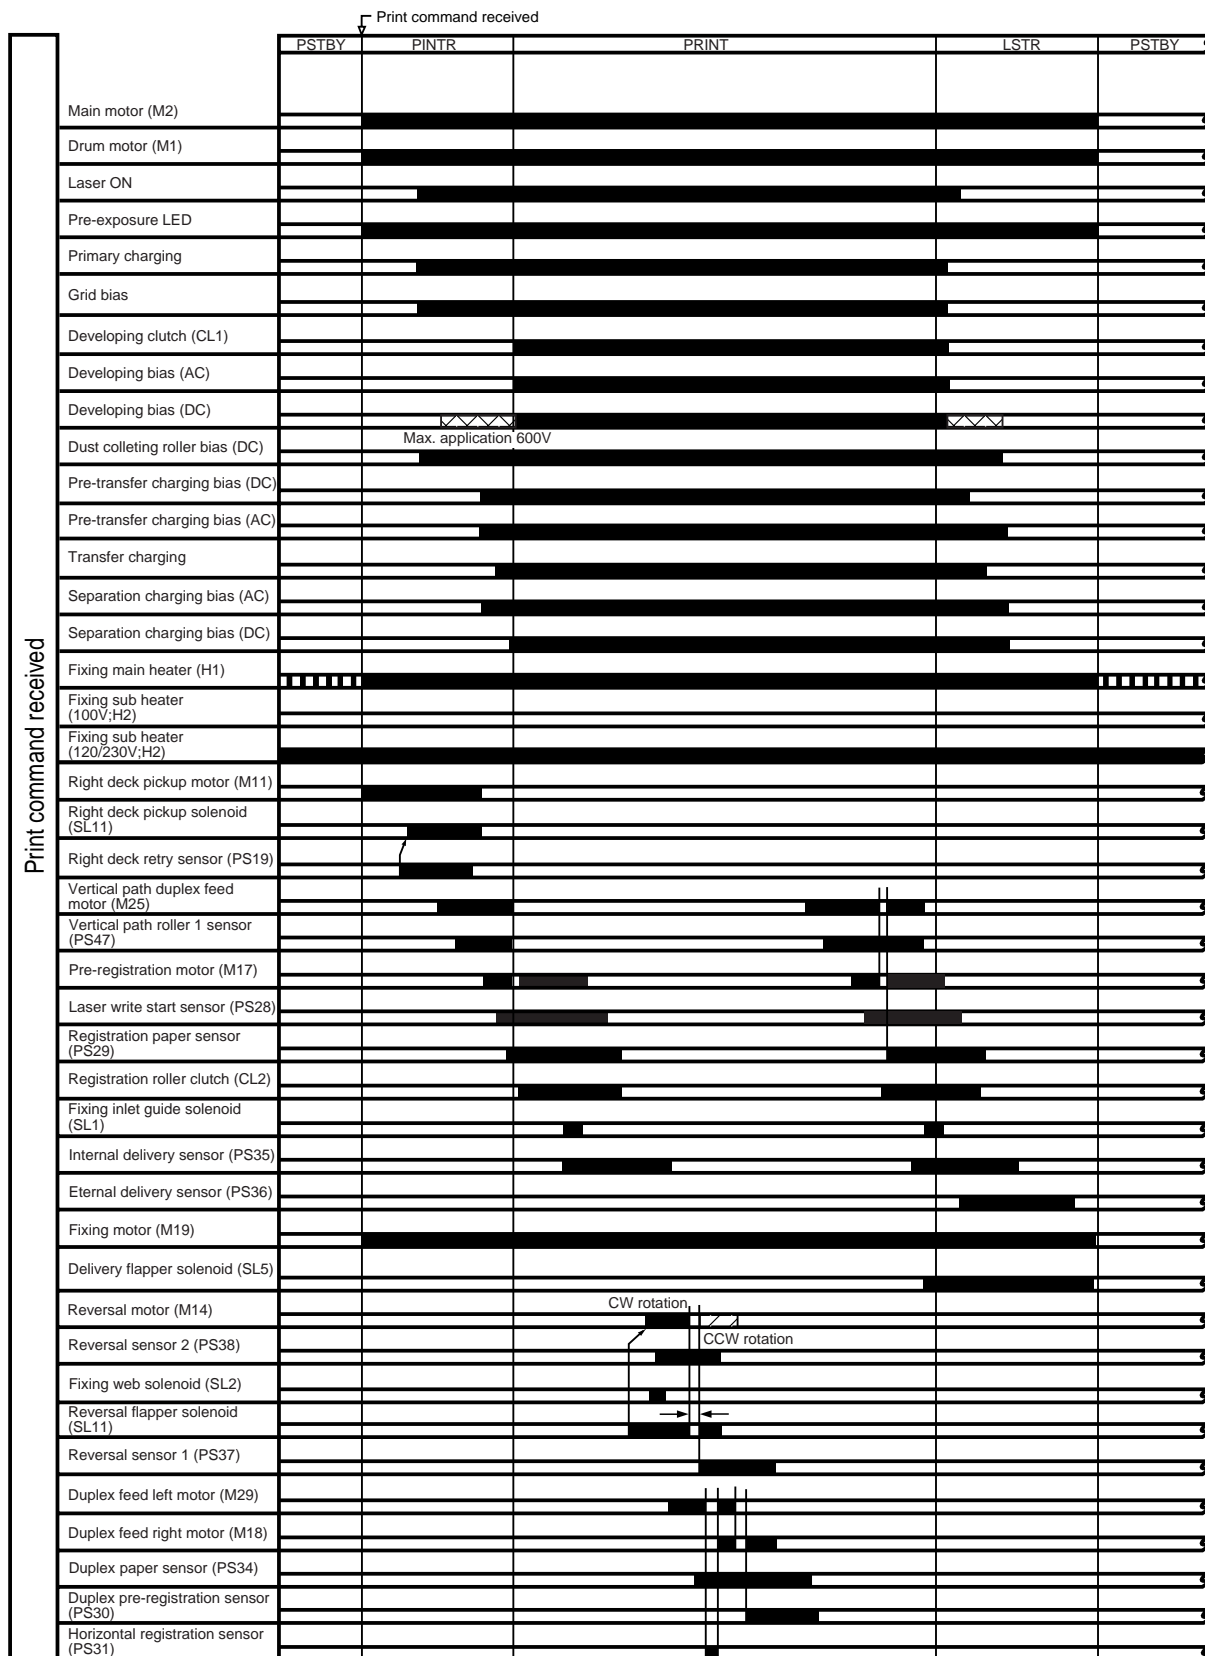 Print command received
PSTBY PINTR PRINT LSTR PSTBY
Print command received
Main motor (M2)
Drum motor (M1)
Laser ON
Pre-exposure LED
Primary charging
Grid bias
Developing clutch (CL1)
Developing bias (AC)
Developing bias (DC)
Max. application 600V
Dust colleting roller bias (DC)
Pre-transfer charging bias (DC)
Pre-transfer charging bias (AC)
Transfer charging
Separation charging bias (AC)
Separation charging bias (DC)
Fixing main heater (H1)
Fixing sub heater
(100V;H2)
Fixing sub heater
(120/230V;H2)
Right deck pickup motor (M11)
Right deck pickup solenoid
(SL11)
Right deck retry sensor (PS19)
Vertical path duplex feed
motor (M25)
Vertical path roller 1 sensor
(PS47)
Pre-registration motor (M17)
Laser write start sensor (PS28)
Registration paper sensor
(PS29)
Registration roller clutch (CL2)
Fixing inlet guide solenoid
(SL1)
Internal delivery sensor (PS35)
Eternal delivery sensor (PS36)
Fixing motor (M19)
Delivery flapper solenoid (SL5)
Reversal motor (M14)
CW rotation
CCW rotation
Reversal sensor 2 (PS38)
Fixing web solenoid (SL2)
Reversal flapper solenoid
(SL11)
Reversal sensor 1 (PS37)
Duplex feed left motor (M29)
Duplex feed right motor (M18)
Duplex paper sensor (PS34)
Duplex pre-registration sensor
(PS30)
Horizontal registration sensor
(PS31)